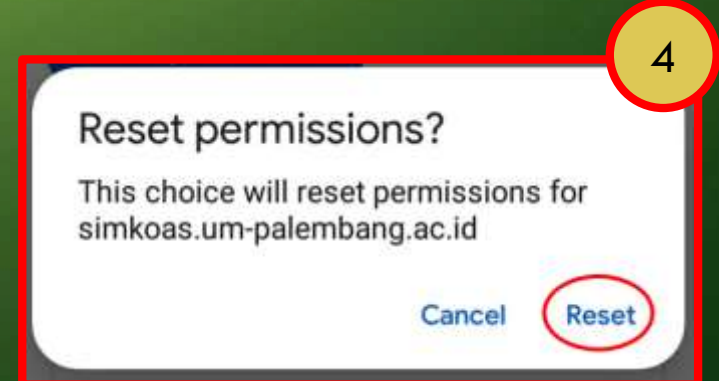 4
Reset permissions?
This choice will reset permissions for
simkoas.um-palembang.ac.id
Cancel Reset